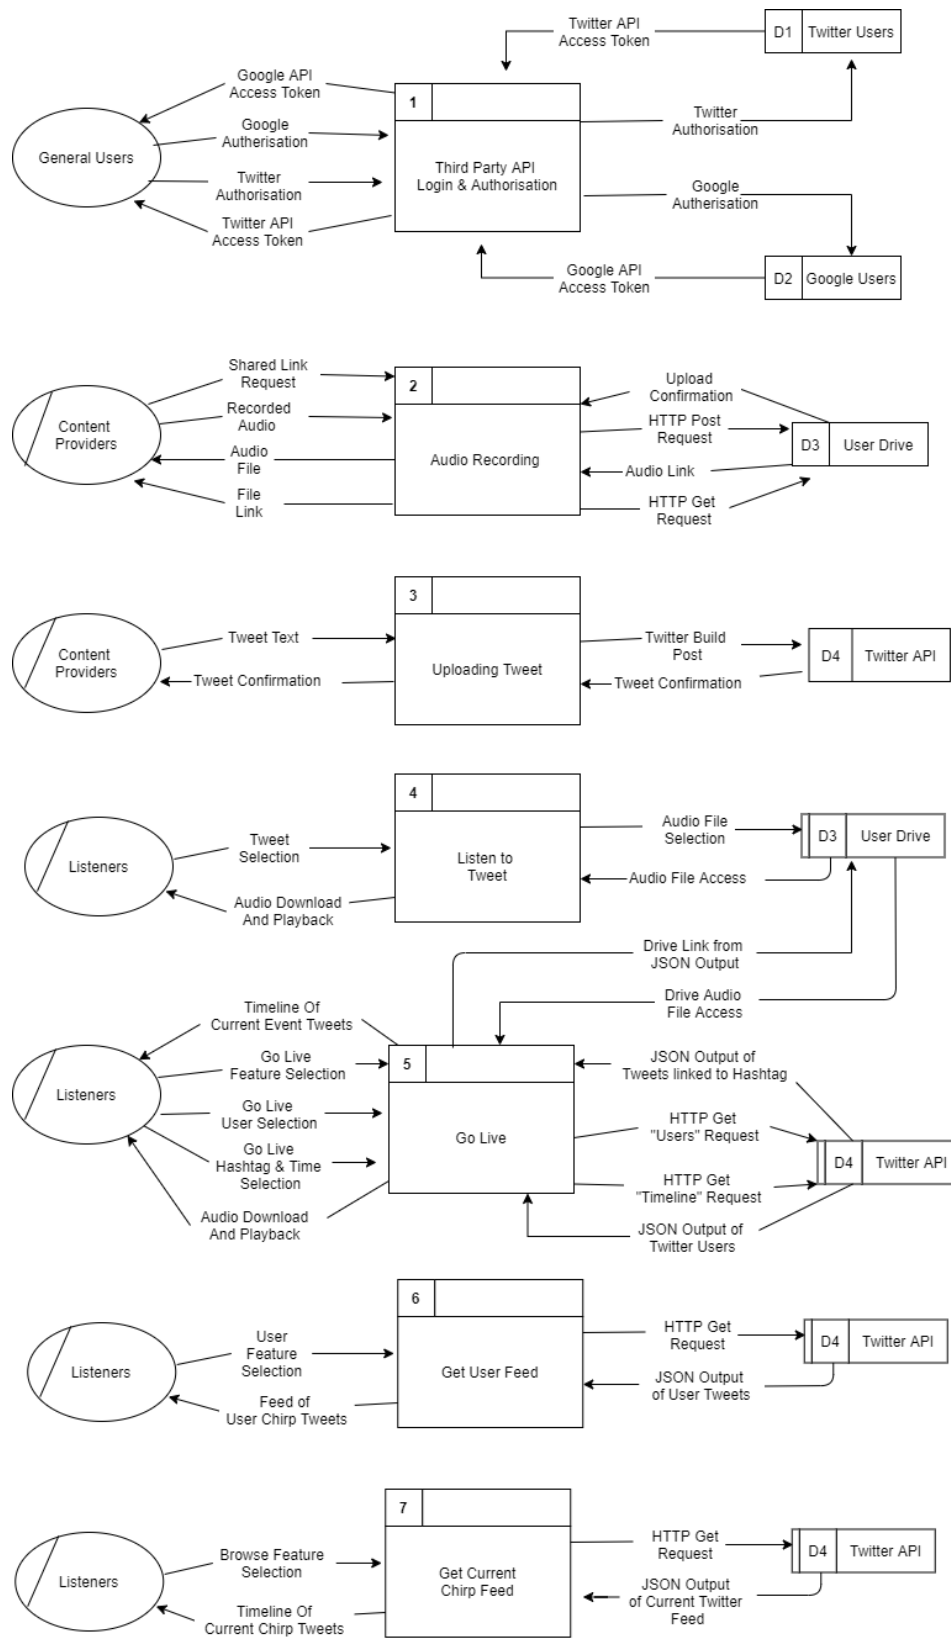 Twitter API
Access Token
D1
Twitter Users
Google API
Access Token
1
Google
Autherisation
Twitter
Authorisation
General Users
Third Party API
Login & Authorisation
Twitter
Authorisation
Google
Autherisation
Twitter API
Access Token
Google API
Access Token
D2
Google Users
Shared Link
Request
2
Upload
Confirmation
Recorded
Audio
HTTP Post
Request
Content
Providers
D3
User Drive
Audio
File
Audio Recording
Audio Link
File
Link
HTTP Get
Request
3
Tweet Text
Twitter Build
Post
Content
Providers
Uploading Tweet
D4
Twitter API
Tweet Confirmation
Tweet Confirmation
4
Audio File
Selection
D3
User Drive
Tweet
Selection
Listeners
Listen to
Tweet
Audio File Access
Audio Download
And Playback
Drive Link from
JSON Output
Drive Audio
File Access
Timeline Of
Current Event Tweets
5
Go Live
Feature Selection
JSON Output of
Tweets linked to Hashtag
Listeners
Go Live
User Selection
HTTP Get
"Users" Request
Go Live
Go Live
Hashtag & Time
Selection
D4
Twitter API
HTTP Get
"Timeline" Request
Audio Download
And Playback
JSON Output of
Twitter Users
6
User
Feature
Selection
HTTP Get
Request
D4
Twitter API
Listeners
Get User Feed
JSON Output
of User Tweets
Feed of
User Chirp Tweets
7
HTTP Get
Request
D4
Twitter API
Browse Feature
Selection
Listeners
Get Current
Chirp Feed
JSON Output
of Current Twitter
Feed
Timeline Of
Current Chirp Tweets